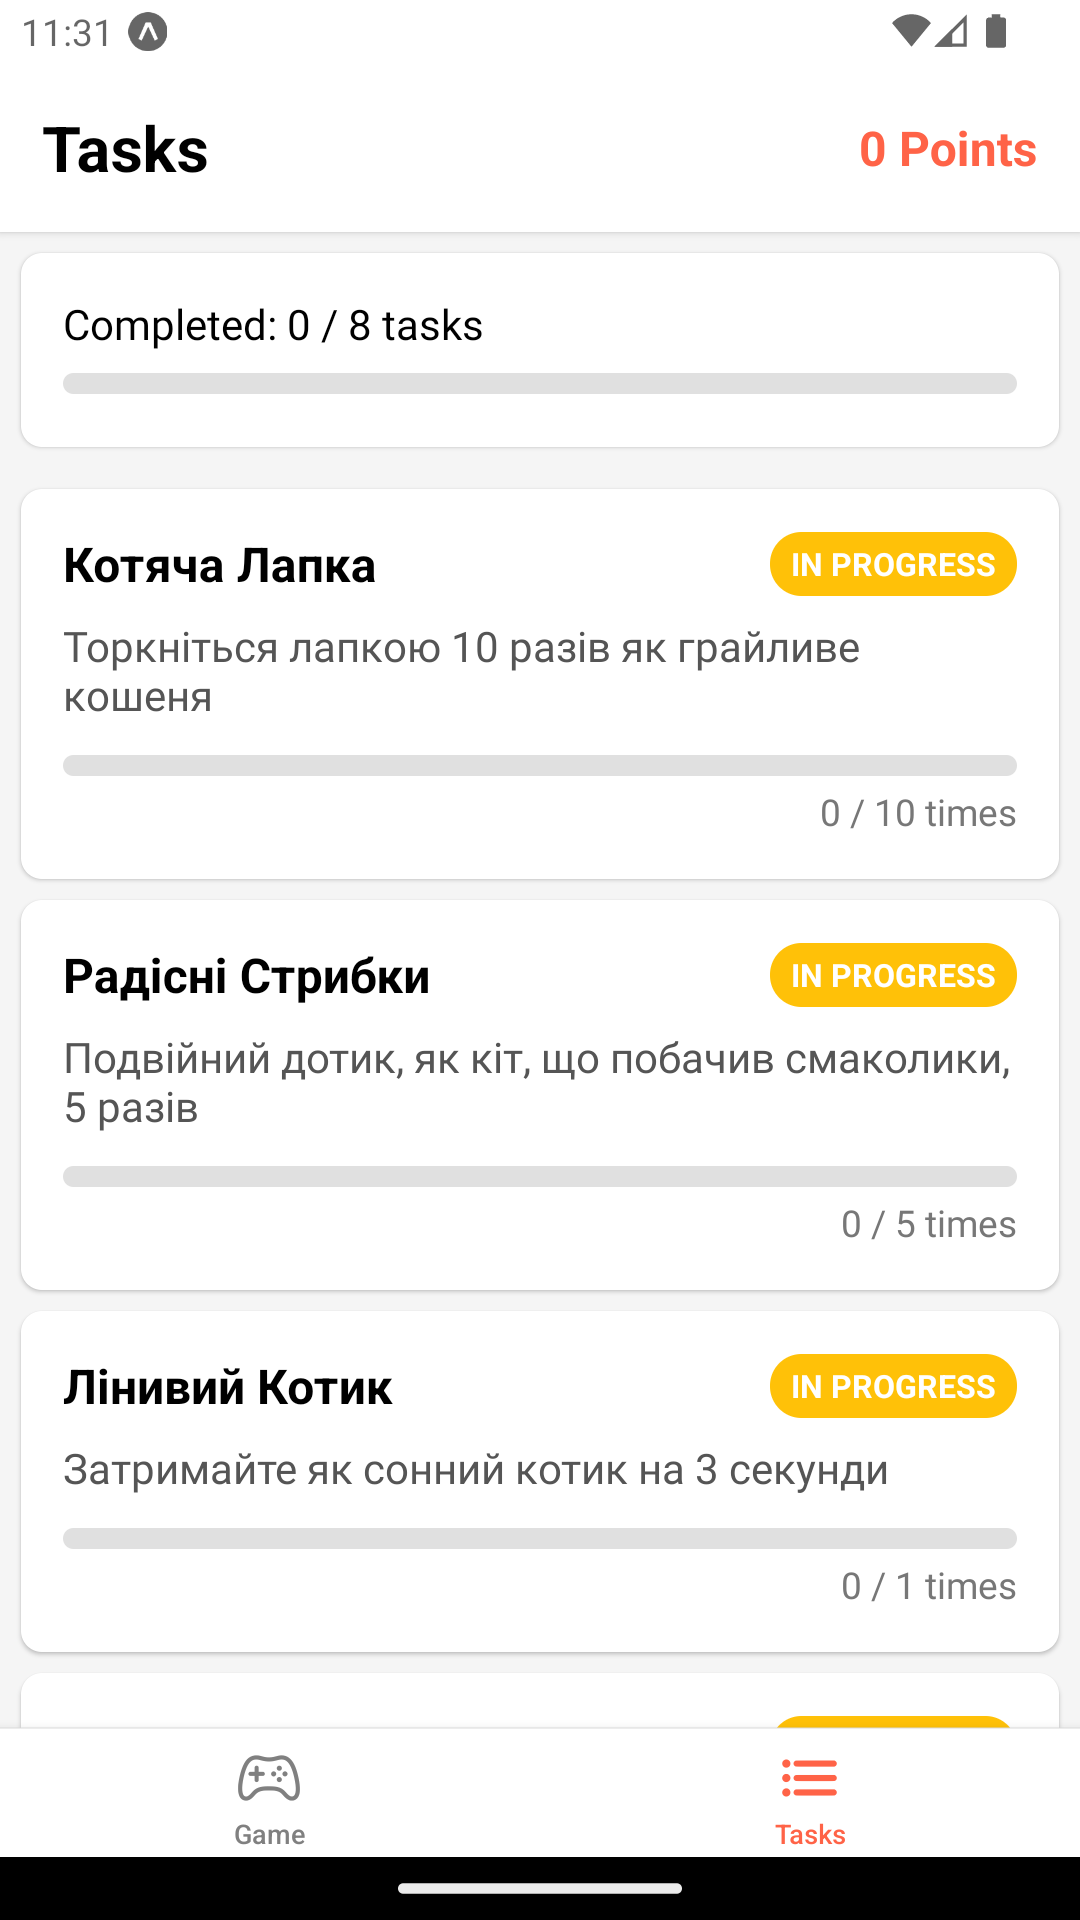 11:31
Tasks
0 Points
Completed: 0 / 8 tasks
Котяча Лапка
IN PROGRESS
Торкніться лапкою 10 разів як грайливе
кошеня
0 / 10 times
Радісні Стрибки
IN PROGRESS
Подвійний дотик, як кіт, що побачив смаколики,
5 разів
0 / 5 times
Лінивий Котик
IN PROGRESS
Затримайте як сонний котик на 3 секунди
0 / 1 times
Game
Tasks